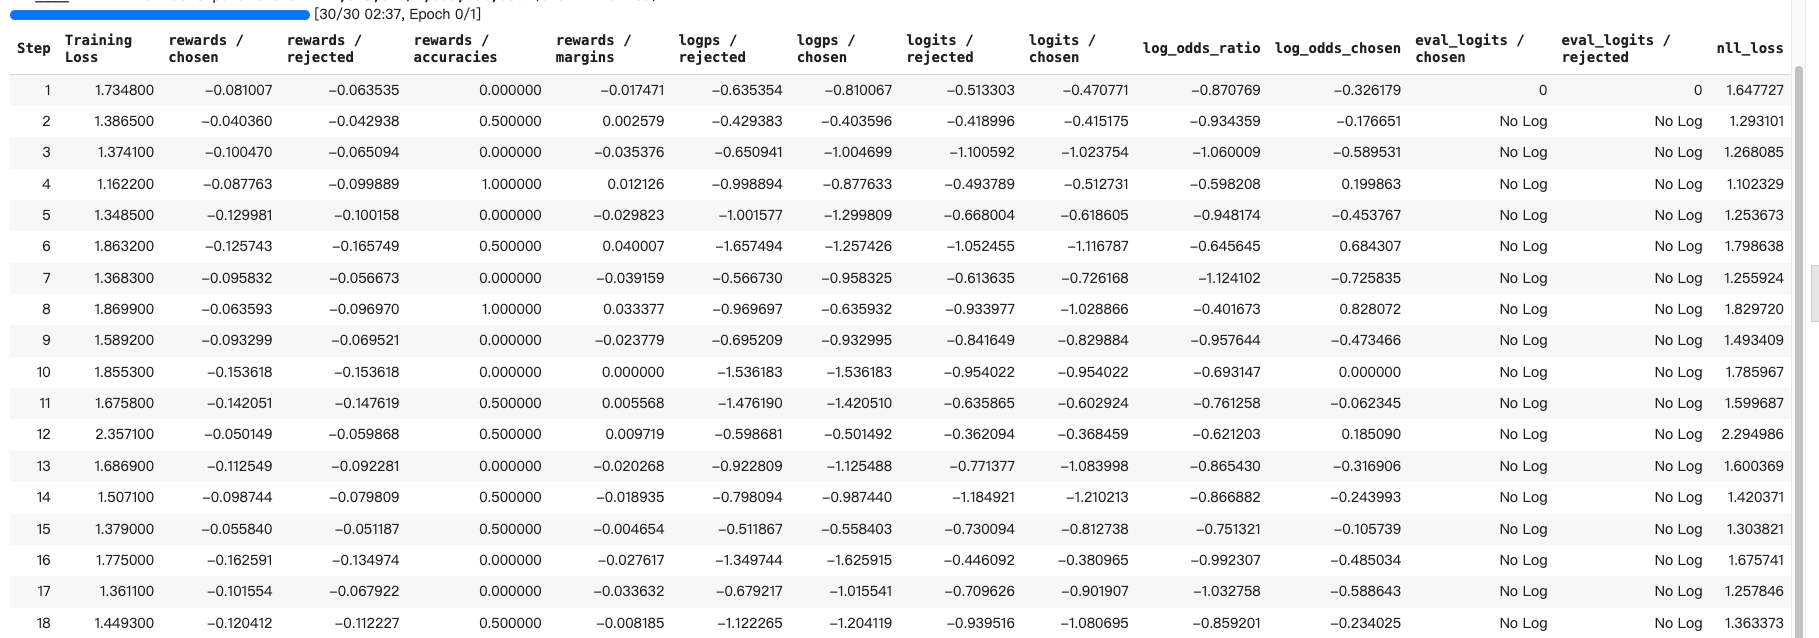 [30/30 02:37, Epoch 0/1]
Step Training Loss rewards / chosen rewards / rejected rewards / accuracies rewards / margins logps / rejected logps / chosen logits / rejected logits / chosen log_odds_ratio log_odds_chosen eval_logits / chosen eval_logits / rejected nll_loss
1 1.734800 −0.081007 −0.063535 0.000000 −0.017471 −0.635354 −0.810067 −0.513303 −0.470771 −0.870769 −0.326179 0 0 1.647727
2 1.386500 −0.040360 −0.042938 0.500000 0.002579 −0.429383 −0.403596 −0.418996 −0.415175 −0.934359 −0.176651 No Log No Log 1.293101
3 1.374100 −0.100470 −0.065094 0.000000 −0.035376 −0.650941 −1.004699 −1.100592 −1.023754 −1.060009 −0.589531 No Log No Log 1.268085
4 1.162200 −0.087763 −0.099889 1.000000 0.012126 −0.998894 −0.877633 −0.493789 −0.512731 −0.598208 0.199863 No Log No Log 1.102329
5 1.348500 −0.129981 −0.100158 0.000000 −0.029823 −1.001577 −1.299809 −0.668004 −0.618605 −0.948174 −0.453767 No Log No Log 1.253673
6 1.863200 −0.125743 −0.165749 0.500000 0.040007 −1.657494 −1.257426 −1.052455 −1.116787 −0.645645 0.684307 No Log No Log 1.798638
7 1.368300 −0.095832 −0.056673 0.000000 −0.039159 −0.566730 −0.958325 −0.613635 −0.726168 −1.124102 −0.725835 No Log No Log 1.255924
8 1.869900 −0.063593 −0.096970 1.000000 0.033377 −0.969697 −0.635932 −0.933977 −1.028866 −0.401673 0.828072 No Log No Log 1.829720
9 1.589200 −0.093299 −0.069521 0.000000 −0.023779 −0.695209 −0.932995 −0.841649 −0.829884 −0.957644 −0.473466 No Log No Log 1.493409
10 1.855300 −0.153618 −0.153618 0.000000 0.000000 −1.536183 −1.536183 −0.954022 −0.954022 −0.693147 0.000000 No Log No Log 1.785967
11 1.675800 −0.142051 −0.147619 0.500000 0.005568 −1.476190 −1.420510 −0.635865 −0.602924 −0.761258 −0.062345 No Log No Log 1.599687
12 2.357100 −0.050149 −0.059868 0.500000 0.009719 −0.598681 −0.501492 −0.362094 −0.368459 −0.621203 0.185090 No Log No Log 2.294986
13 1.686900 −0.112549 −0.092281 0.000000 −0.020268 −0.922809 −1.125488 −0.771377 −1.083998 −0.865430 −0.316906 No Log No Log 1.600369
14 1.507100 −0.098744 −0.079809 0.500000 −0.018935 −0.798094 −0.987440 −1.184921 −1.210213 −0.866882 −0.243993 No Log No Log 1.420371
15 1.379000 −0.055840 −0.051187 0.500000 −0.004654 −0.511867 −0.558403 −0.730094 −0.812738 −0.751321 −0.105739 No Log No Log 1.303821
16 1.775000 −0.162591 −0.134974 0.000000 −0.027617 −1.349744 −1.625915 −0.446092 −0.380965 −0.992307 −0.485034 No Log No Log 1.675741
17 1.361100 −0.101554 −0.067922 0.000000 −0.033632 −0.679217 −1.015541 −0.709626 −0.901907 −1.032758 −0.588643 No Log No Log 1.257846
18 1.449300 −0.120412 −0.112227 0.500000 −0.008185 −1.122265 −1.204119 −0.939516 −1.080695 −0.859201 −0.234025 No Log No Log 1.363373